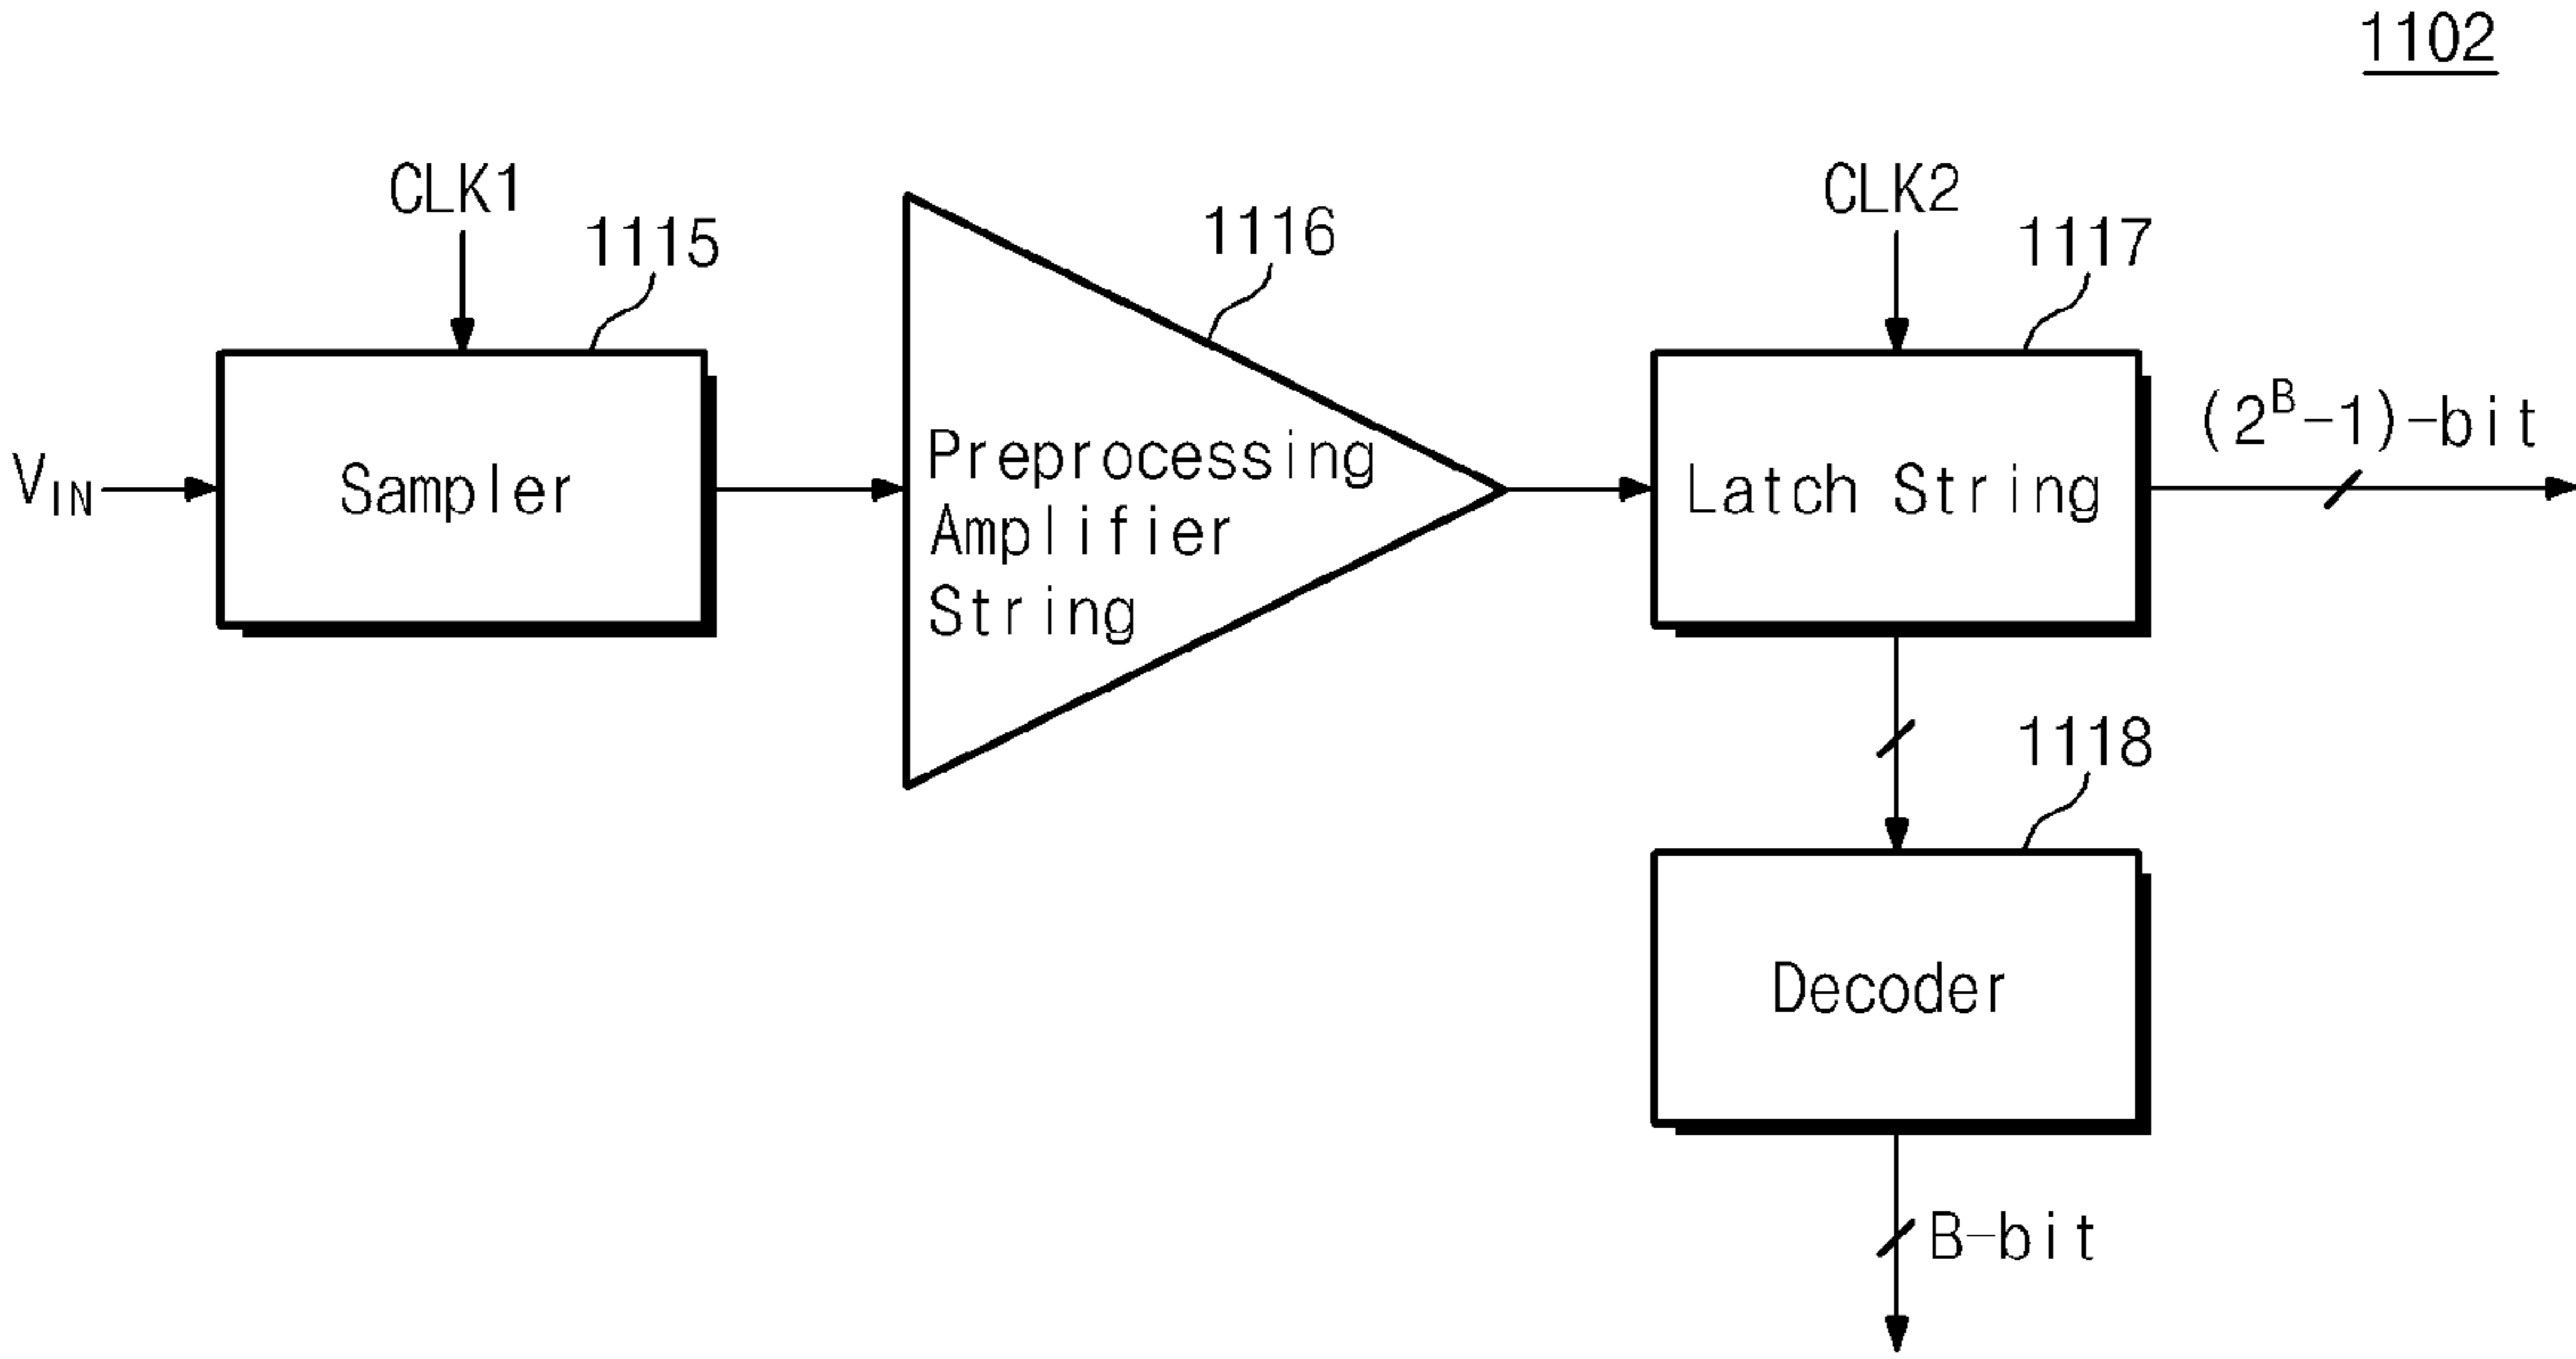 1102
CLK1
CLK2
1115
1116
1117
V_IN
Sampler
Preprocessing
Amplifier
String
Latch String
(2^B-1)-bit
1118
Decoder
B-bit